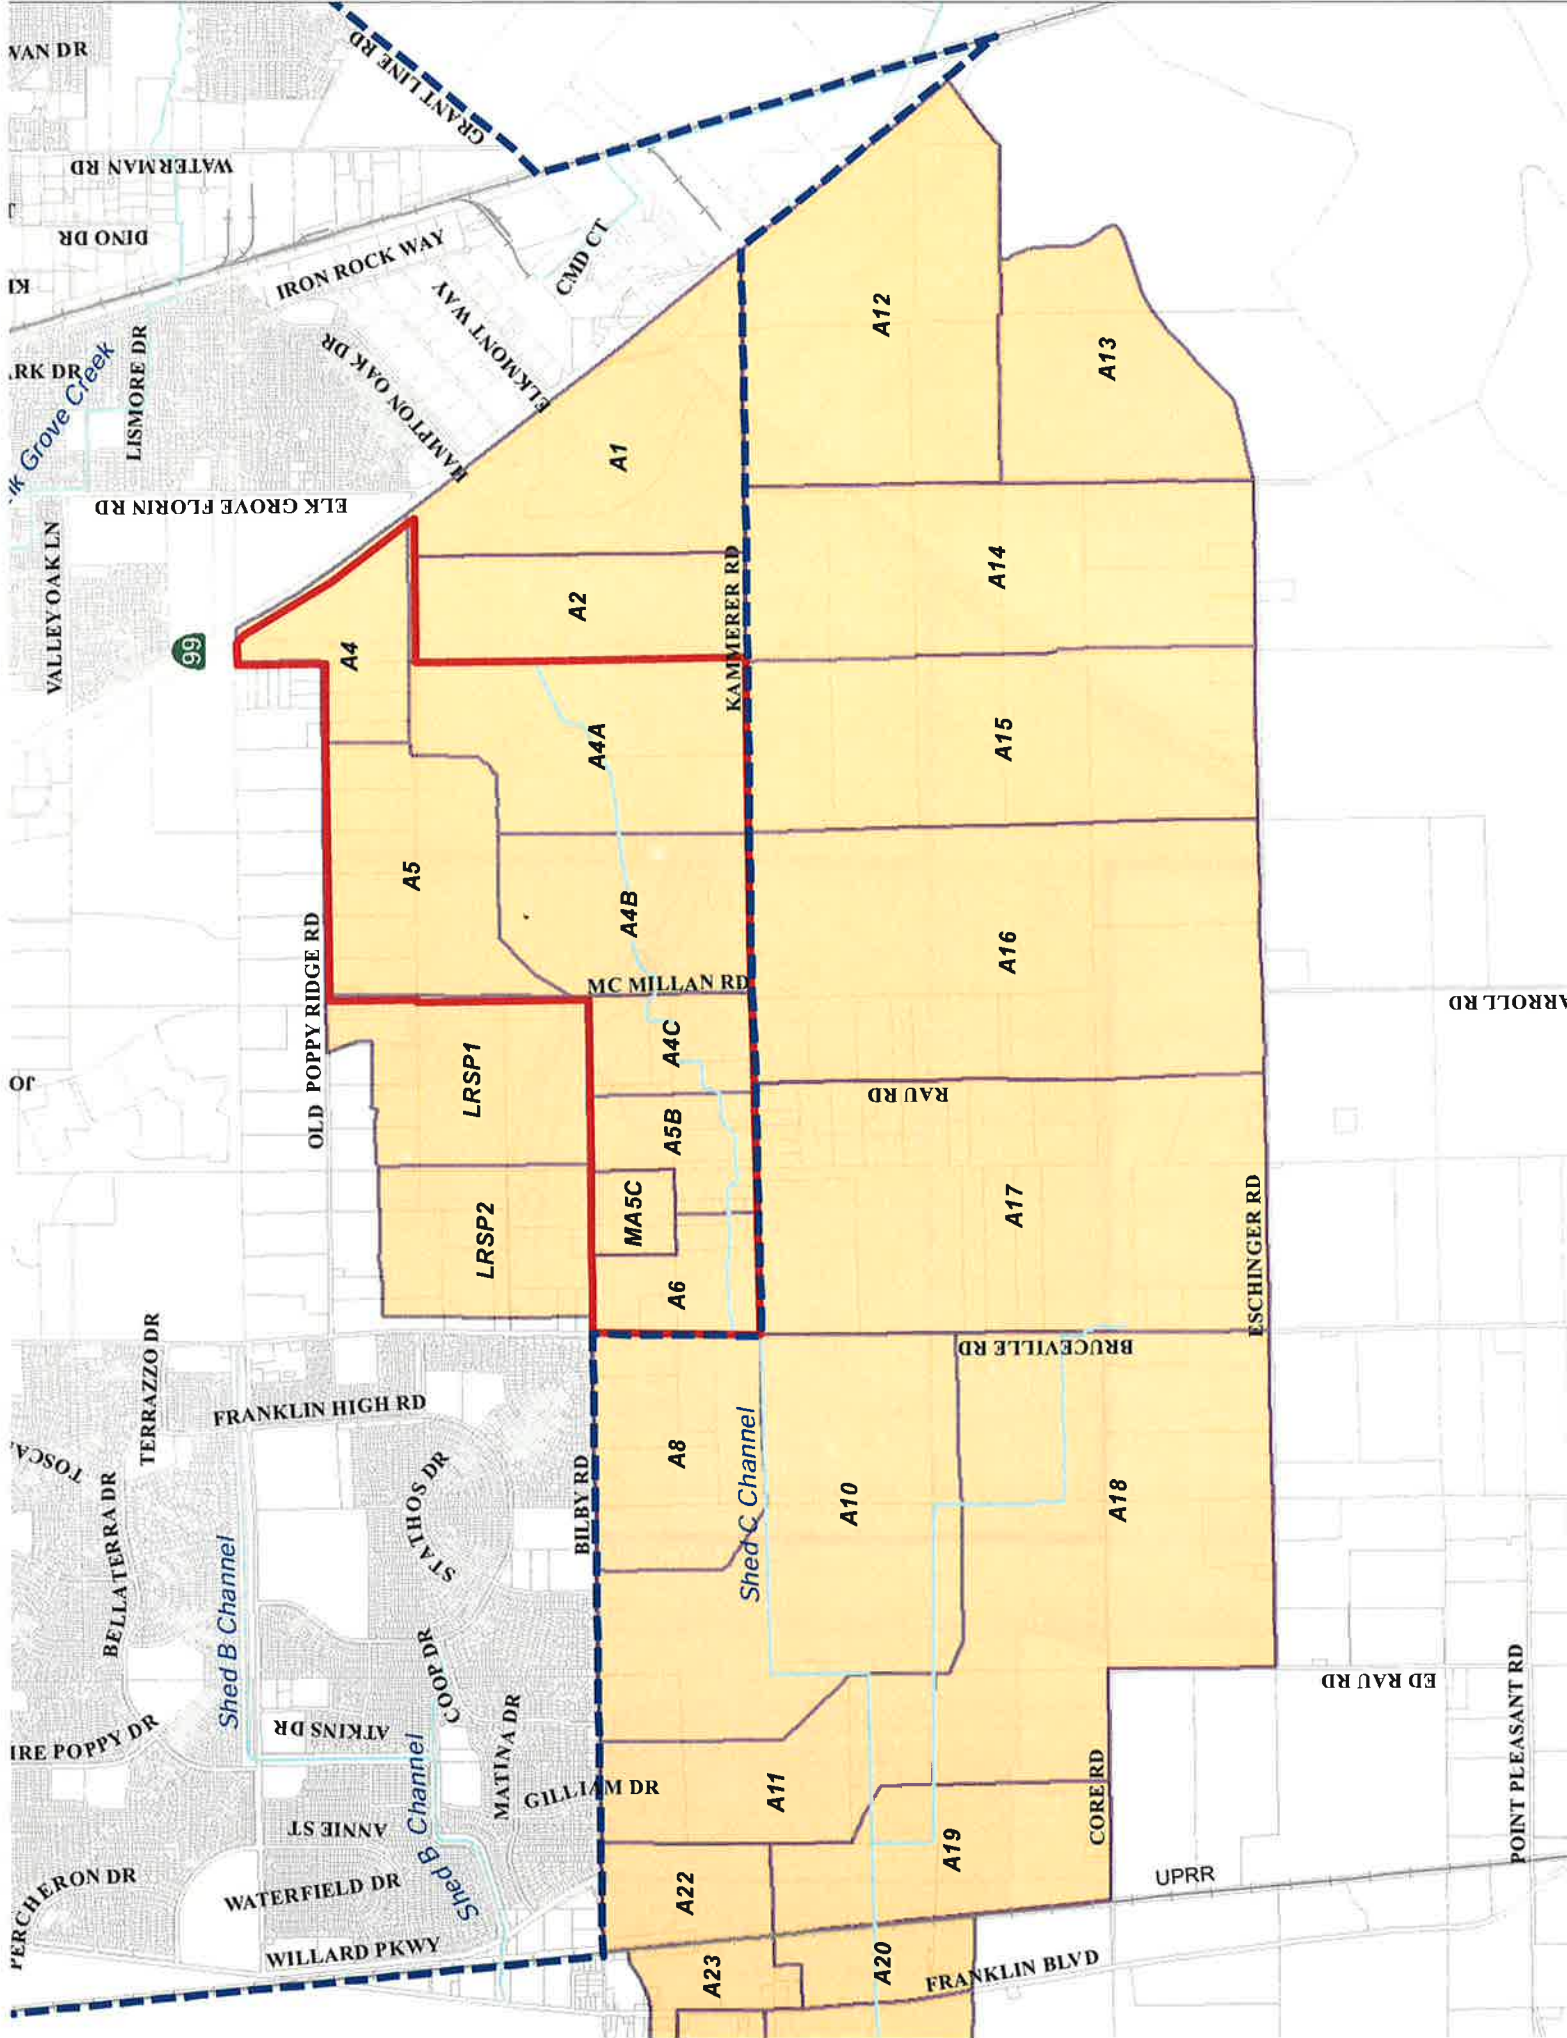 VAN DR
GRANT LINE RD
WATERMAN RD
DINO DR
IRON ROCK WAY
CMD CT
ELKMONT WAY
HAMPTON OAK DR
LISMORE DR
RK DR
Grove Creek
ELK GROVE FLORIN RD
VALLEY OAK LN
99
A12
A13
A1
A2
A14
KAMMERER RD
A4
A4A
A15
A5
A4B
A16
OLD POPPY RIDGE RD
MC MILLAN RD
A4C
ARROLL RD
JO
LRSP1
A5B
RAU RD
LRSP2
MA5C
A17
A6
ESCHINGER RD
BRUCEVILLE RD
TERRAZZO DR
FRANKLIN HIGH RD
TOSCA
BELLATERRA DR
STATHOS DR
BILBY RD
A8
Shed C Channel
A10
A18
Shed B Channel
COOP DR
ATKINS DR
IRE POPPY DR
MATINA DR
GILLIAM DR
A11
ED RAU RD
CORE RD
POINT PLEASANT RD
ANNIE ST
Shed B Channel
PERCHERON DR
WATERFIELD DR
WILLARD PKWY
A22
A19
UPRR
A23
A20
FRANKLIN BLVD